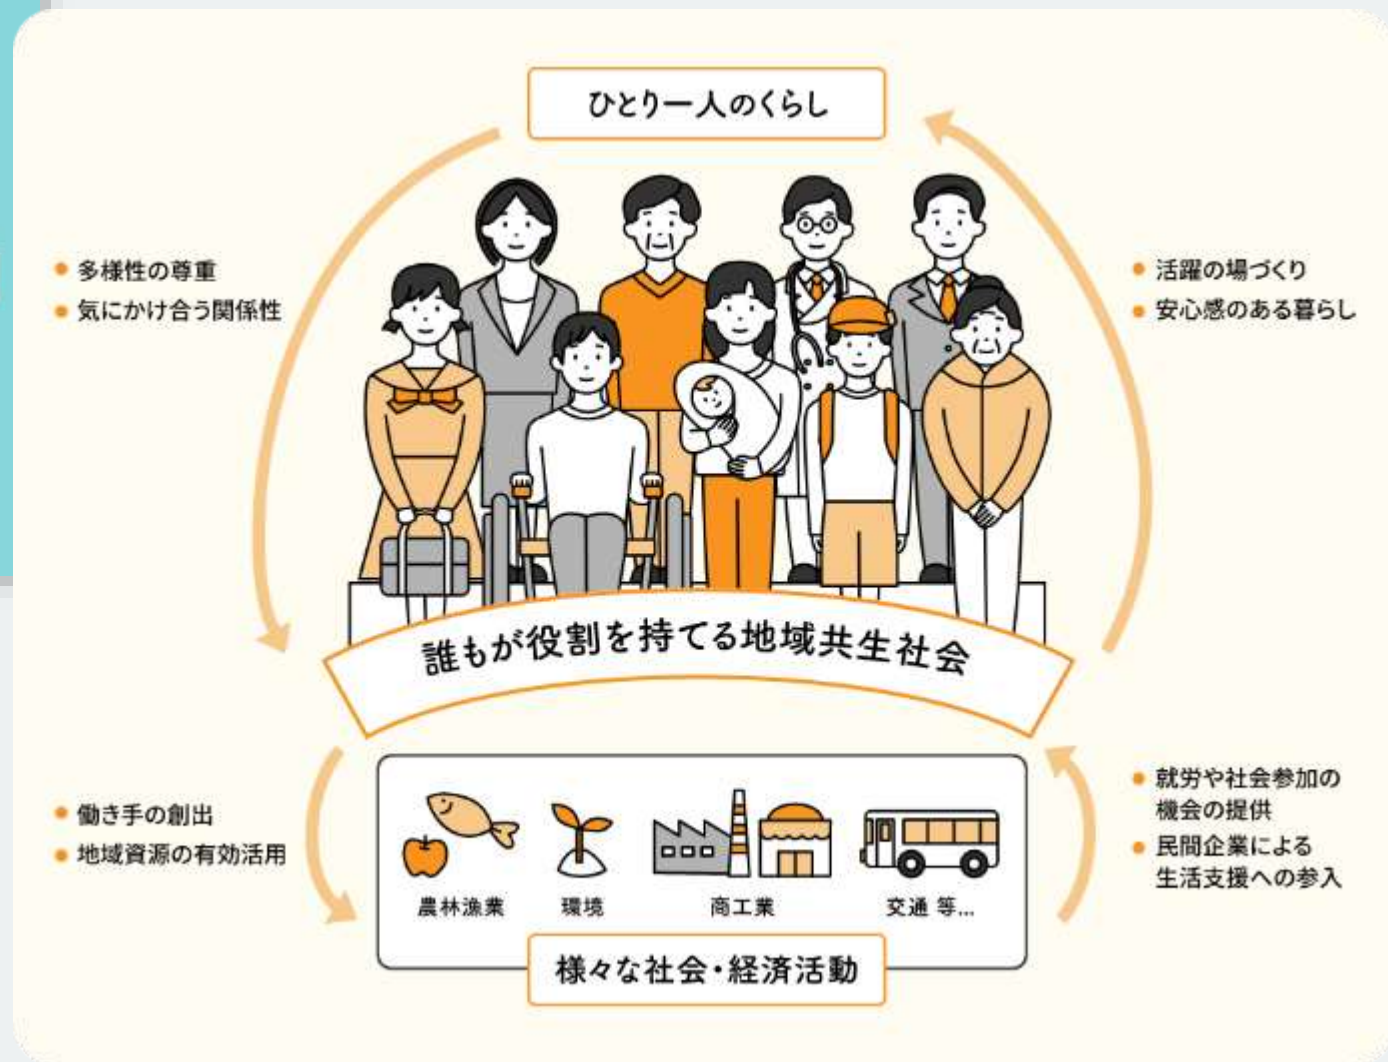 ひとり一人のくらし
多様性の尊重
気にかけ合う関係性
活躍の場づくり
安心感のある暮らし
誰もが役割を持てる地域共生社会
働き手の創出
地域資源の有効活用
就労や社会参加の
機会の提供
民間企業による
生活支援への参入
農林漁業 環境 商工業 交通 等...
様々な社会・経済活動